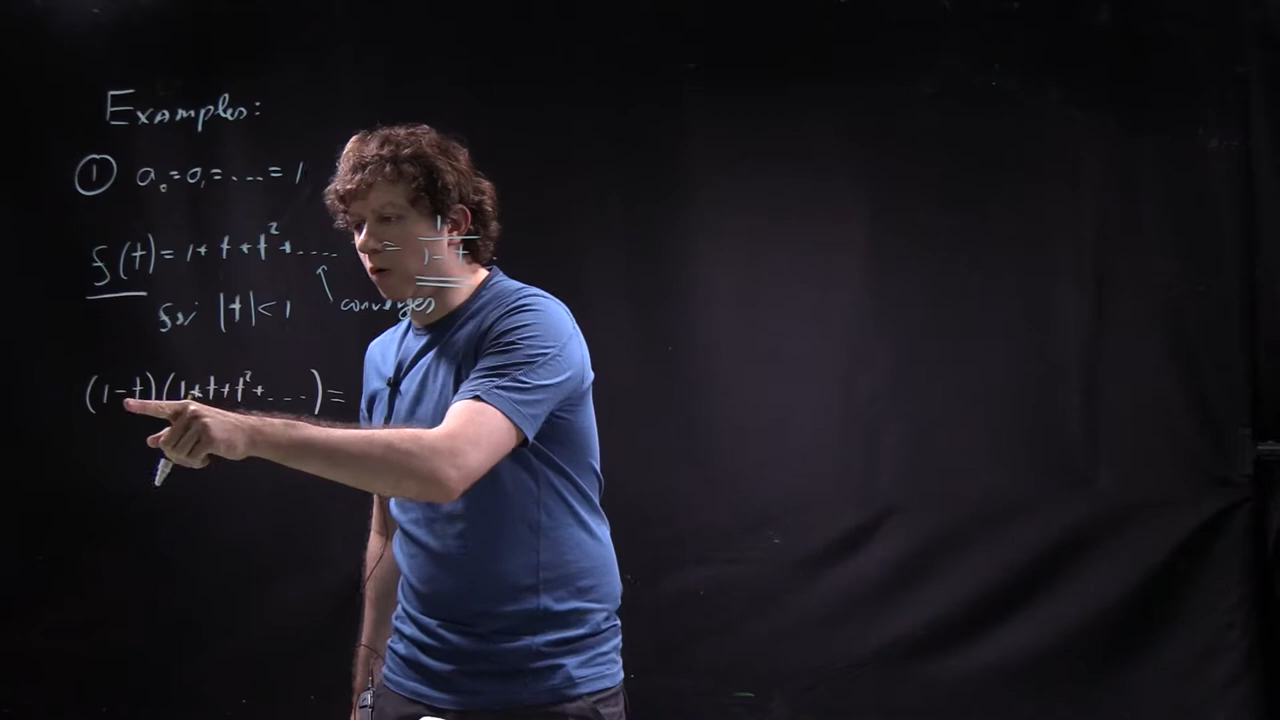 Examples:
① a₀ = a₁ = .... = 1
f(t) = 1 + t + t² + ..... = 1/(1-t)
for |t| < 1 ↑ converges
(1-t)(1+t+t²+....) =